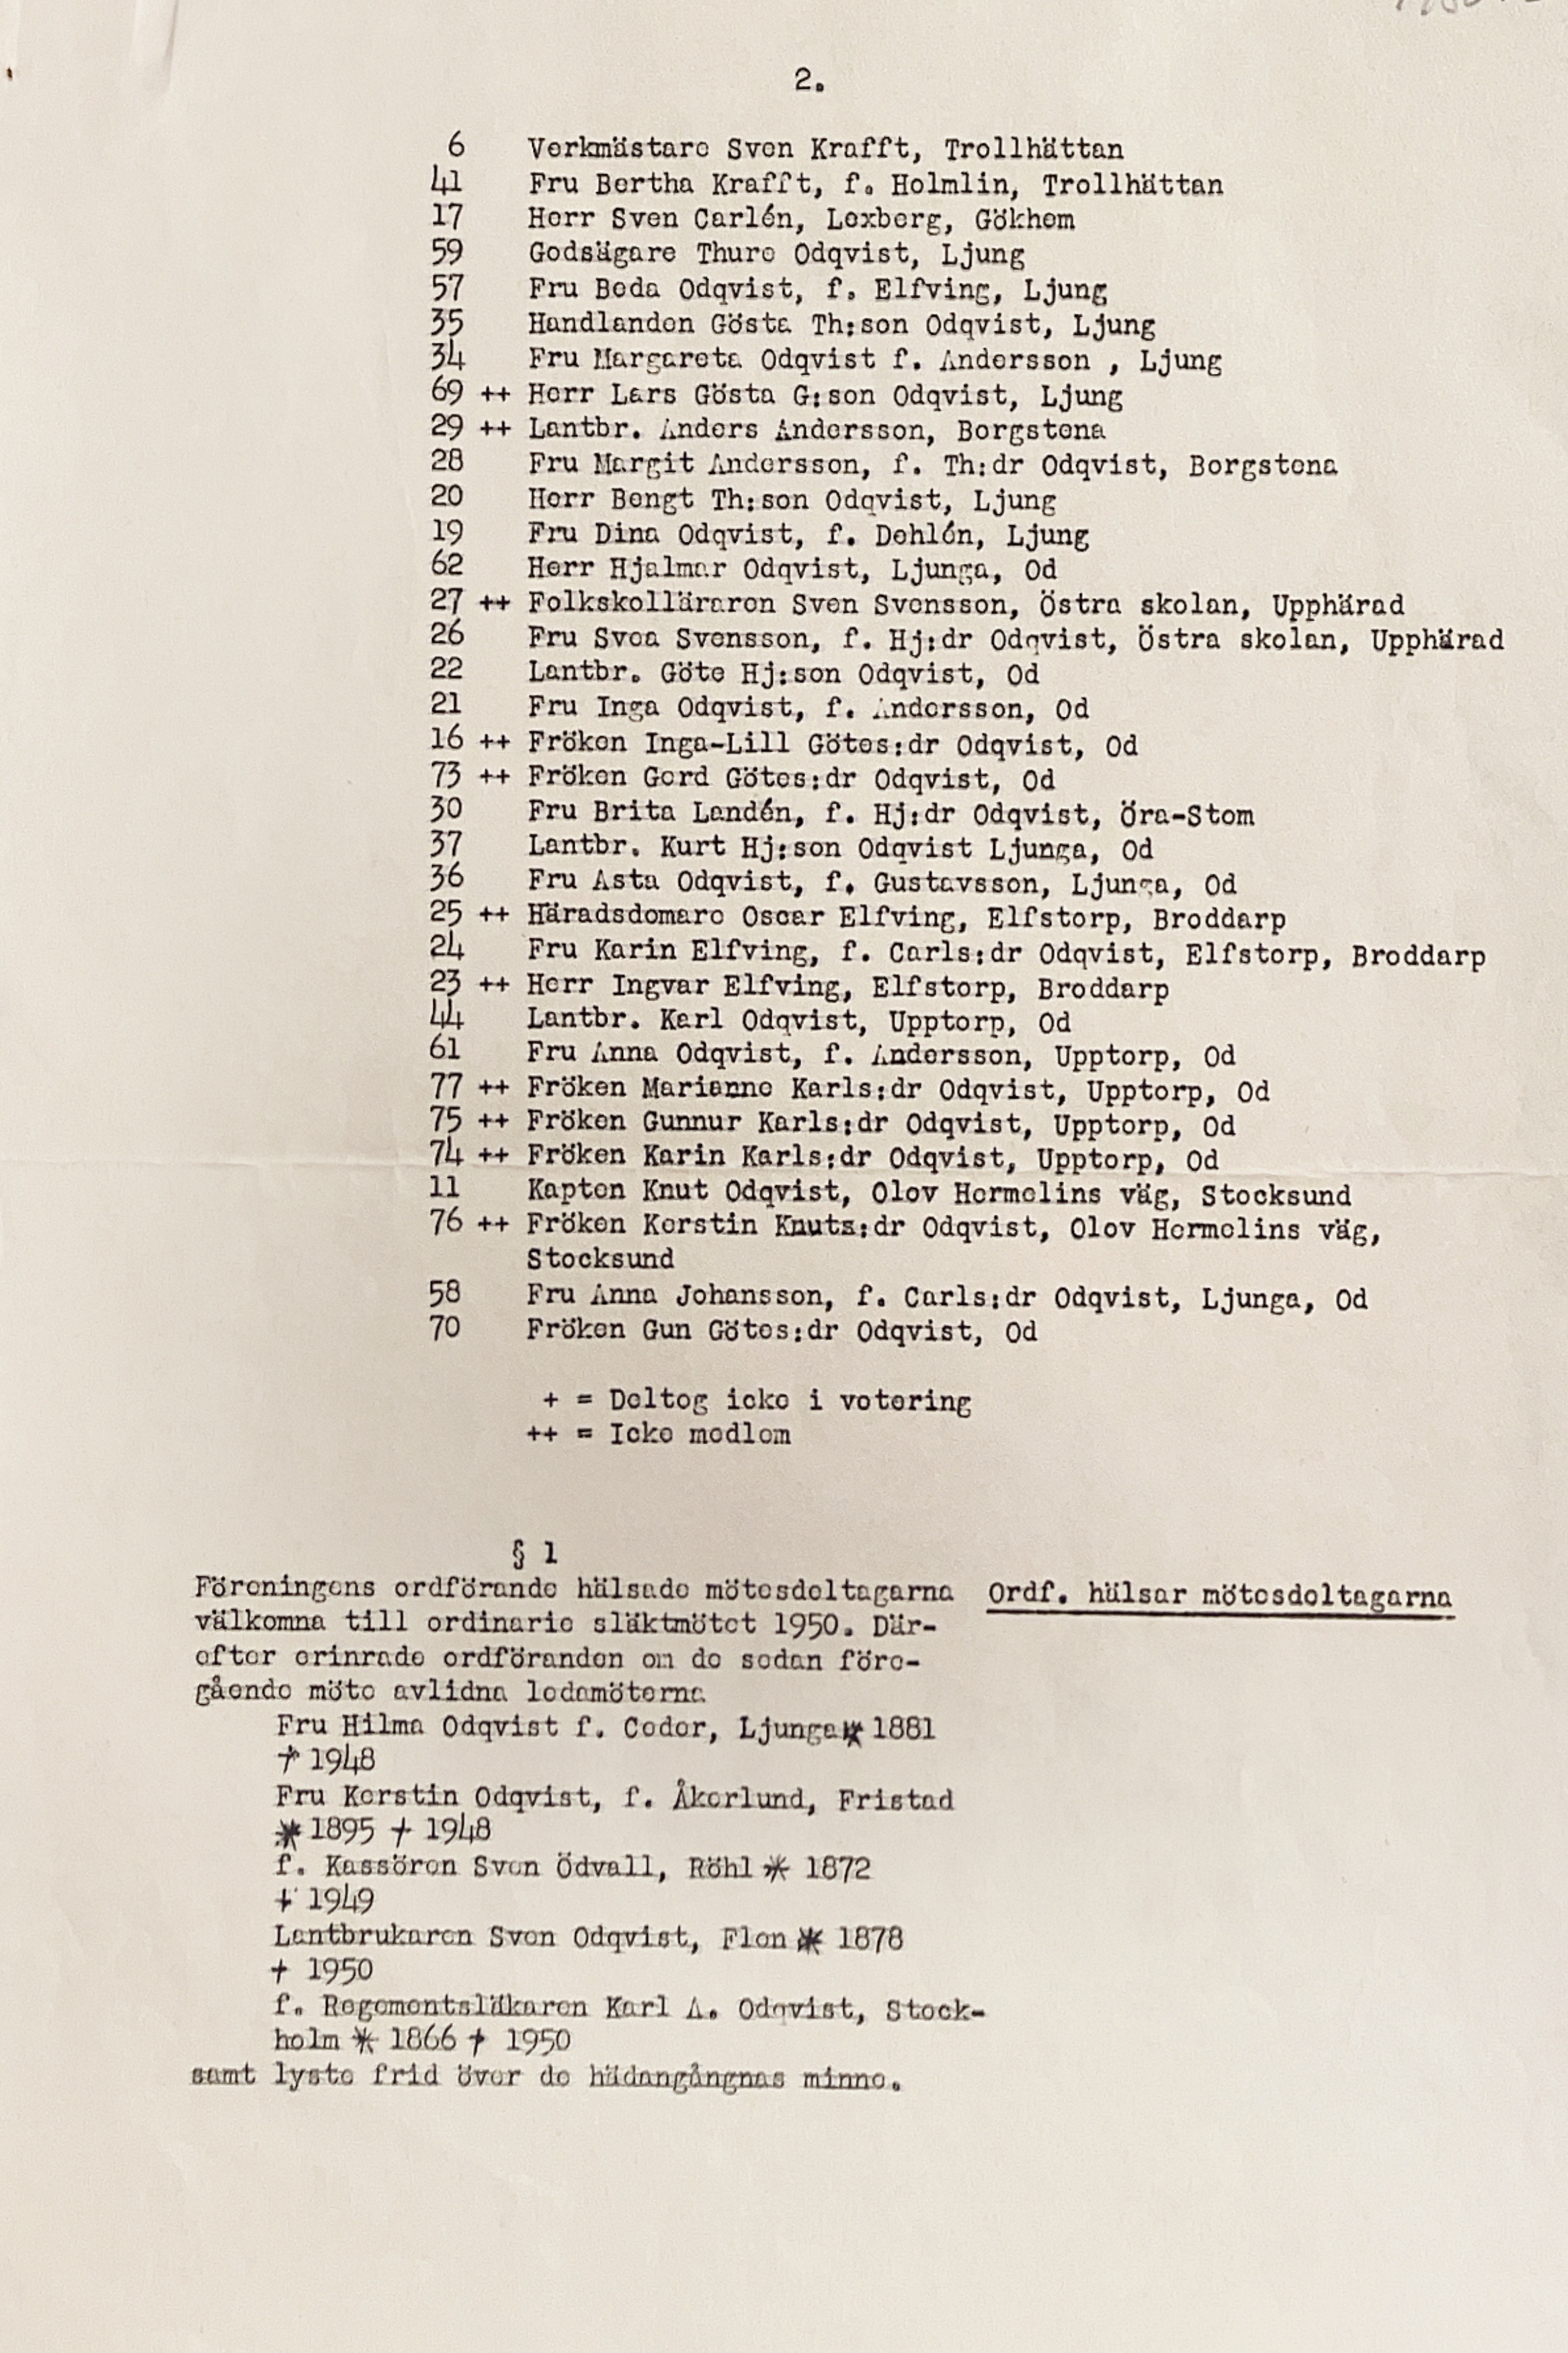 2.
6 Verkmästare Sven Krafft, Trollhättan
41 Fru Bertha Krafft, f. Holmlin, Trollhättan
17 Herr Sven Carlén, Lexberg, Gökhem
59 Godsägare Thure Odqvist, Ljung
57 Fru Beda Odqvist, f. Elfving, Ljung
35 Handlanden Gösta Th:son Odqvist, Ljung
34 Fru Margareta Odqvist f. Andersson , Ljung
69 ++ Herr Lars Gösta G:son Odqvist, Ljung
29 ++ Lantbr. Anders Andersson, Borgstena
28 Fru Margit Andersson, f. Th:dr Odqvist, Borgstena
20 Herr Bengt Th:son Odqvist, Ljung
19 Fru Dina Odqvist, f. Dehlén, Ljung
62 Herr Hjalmar Odqvist, Ljunga, Od
27 ++ Folkskolläraren Sven Svensson, Östra skolan, Upphärad
26 Fru Svea Svensson, f. Hj:dr Odqvist, Östra skolan, Upphärad
22 Lantbr. Göte Hj:son Odqvist, Od
21 Fru Inga Odqvist, f. Andersson, Od
16 ++ Fröken Inga-Lill Götes:dr Odqvist, Od
73 ++ Fröken Gerd Götes:dr Odqvist, Od
30 Fru Brita Landén, f. Hj:dr Odqvist, Öra-Stom
37 Lantbr. Kurt Hj:son Odqvist Ljunga, Od
36 Fru Asta Odqvist, f. Gustavsson, Ljunga, Od
25 ++ Häradsdomare Oscar Elfving, Elfstorp, Broddarp
24 Fru Karin Elfving, f. Carls:dr Odqvist, Elfstorp, Broddarp
23 ++ Herr Ingvar Elfving, Elfstorp, Broddarp
44 Lantbr. Karl Odqvist, Upptorp, Od
61 Fru Anna Odqvist, f. Andersson, Upptorp, Od
77 ++ Fröken Marianne Karls:dr Odqvist, Upptorp, Od
75 ++ Fröken Gunnur Karls:dr Odqvist, Upptorp, Od
74 ++ Fröken Karin Karls:dr Odqvist, Upptorp, Od
11 Kapten Knut Odqvist, Olov Hermelins väg, Stocksund
76 ++ Fröken Kerstin Knuts:dr Odqvist, Olov Hermelins väg,
Stocksund
58 Fru Anna Johansson, f. Carls:dr Odqvist, Ljunga, Od
70 Fröken Gun Götes:dr Odqvist, Od
+ = Deltog icke i votering
++ = Icke medlem
§ 1
Föreningens ordförande hälsade mötesdeltagarna Ordf. hälsar mötesdeltagarna
välkomna till ordinarie släktmötet 1950. Där-
efter erinrade ordföranden om de sedan före-
gående möte avlidna ledamöterna
Fru Hilma Odqvist f. Ceder, Ljunga * 1881
† 1948
Fru Kerstin Odqvist, f. Åkerlund, Fristad
* 1895 † 1948
f. Kassören Sven Ödvall, Röhl * 1872
† 1949
Lantbrukaren Sven Odqvist, Flen * 1878
† 1950
f. Regementsläkaren Karl A. Odqvist, Stock-
holm * 1866 † 1950
samt lyste frid över de hädangångnas minne.